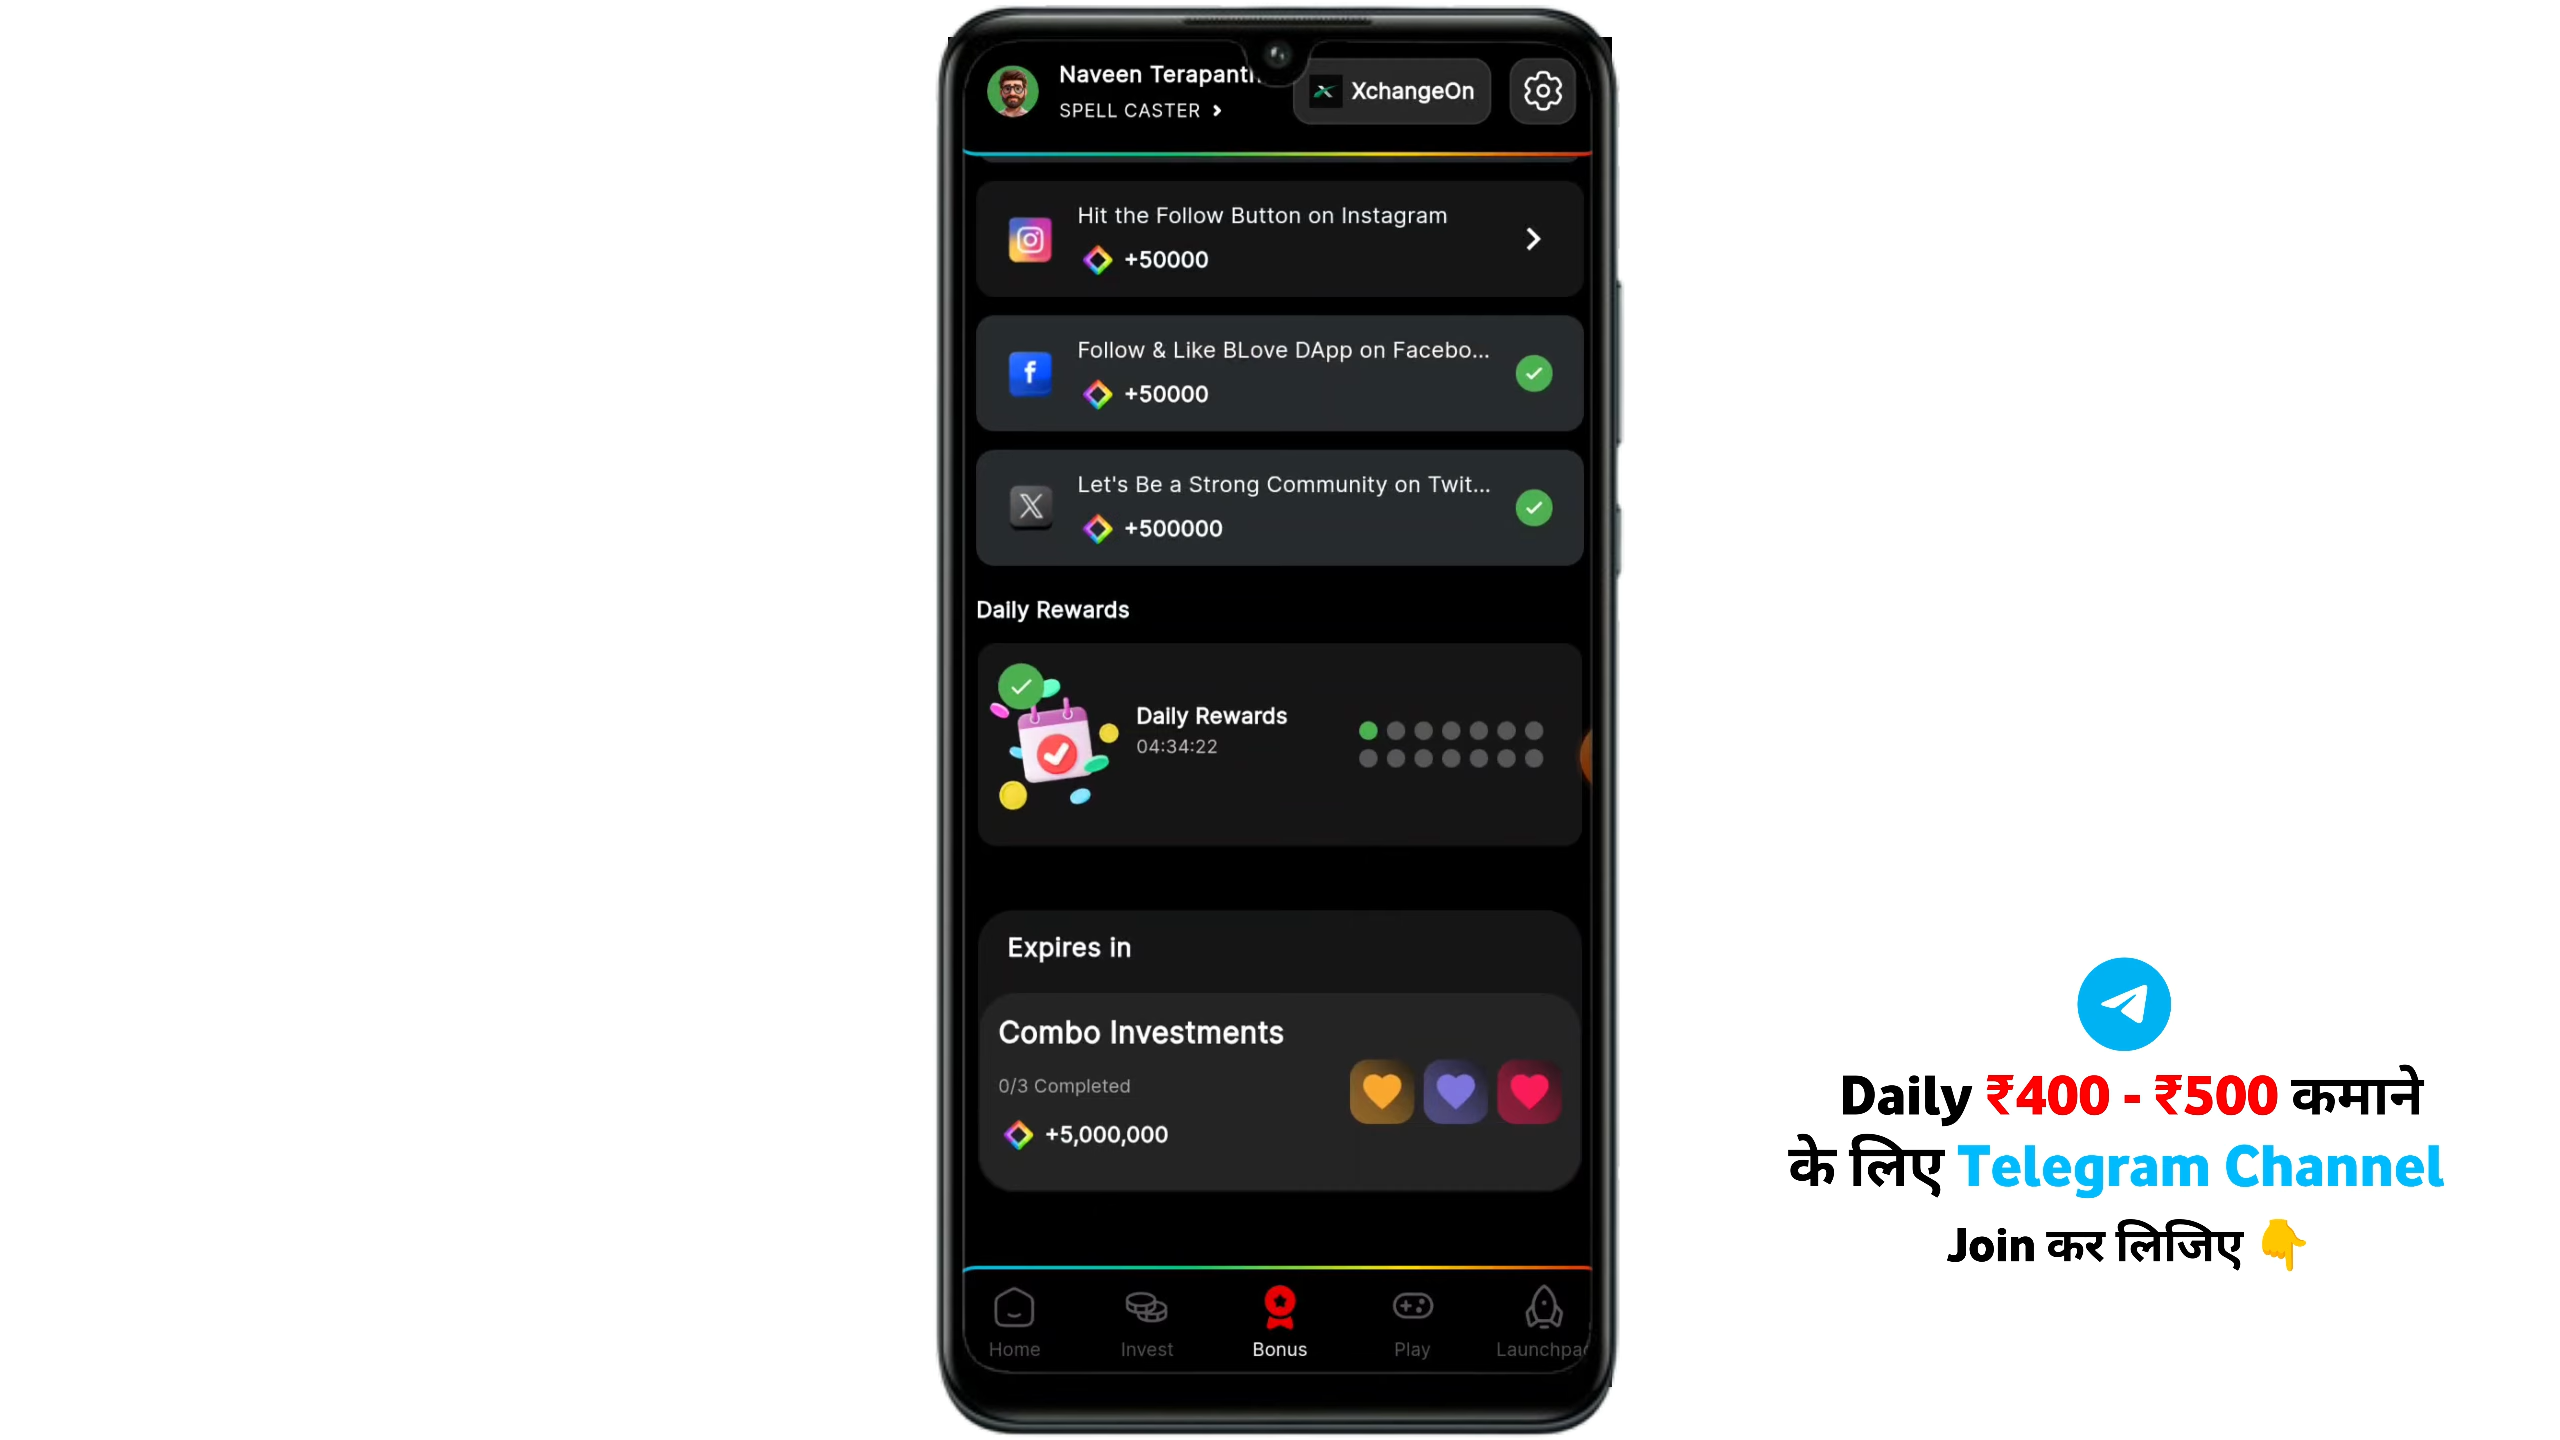 Naveen Terapanth
SPELL CASTER
XchangeOn
Hit the Follow Button on Instagram
+50000
Follow & Like BLove DApp on Facebo...
+50000
Let's Be a Strong Community on Twit...
+500000
Daily Rewards
Daily Rewards
04:34:22
Expires in
Combo Investments
0/3 Completed
+5,000,000
Home
Invest
Bonus
Play
Launchpad
Daily ₹400 - ₹500 कमाने
के लिए Telegram Channel
Join कर लिजिए